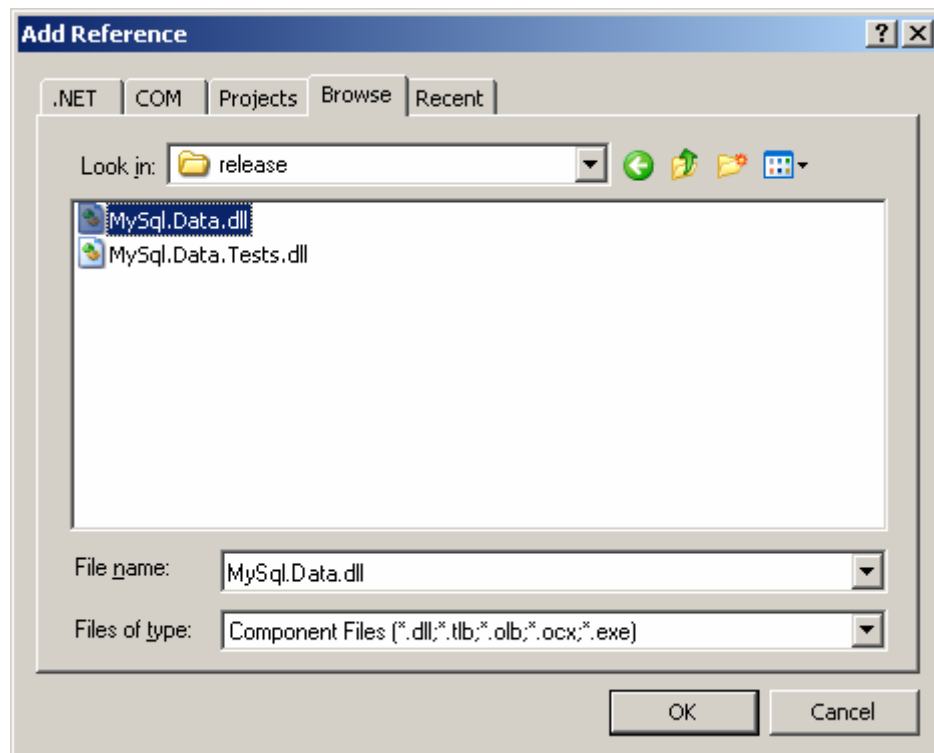 Add Reference
.NET COM Projects Browse Recent
Look in: release
MySql.Data.dll
MySql.Data.Tests.dll
File name: MySql.Data.dll
Files of type: Component Files (*.dll;*.tlb;*.olb;*.ocx;*.exe)
OK Cancel